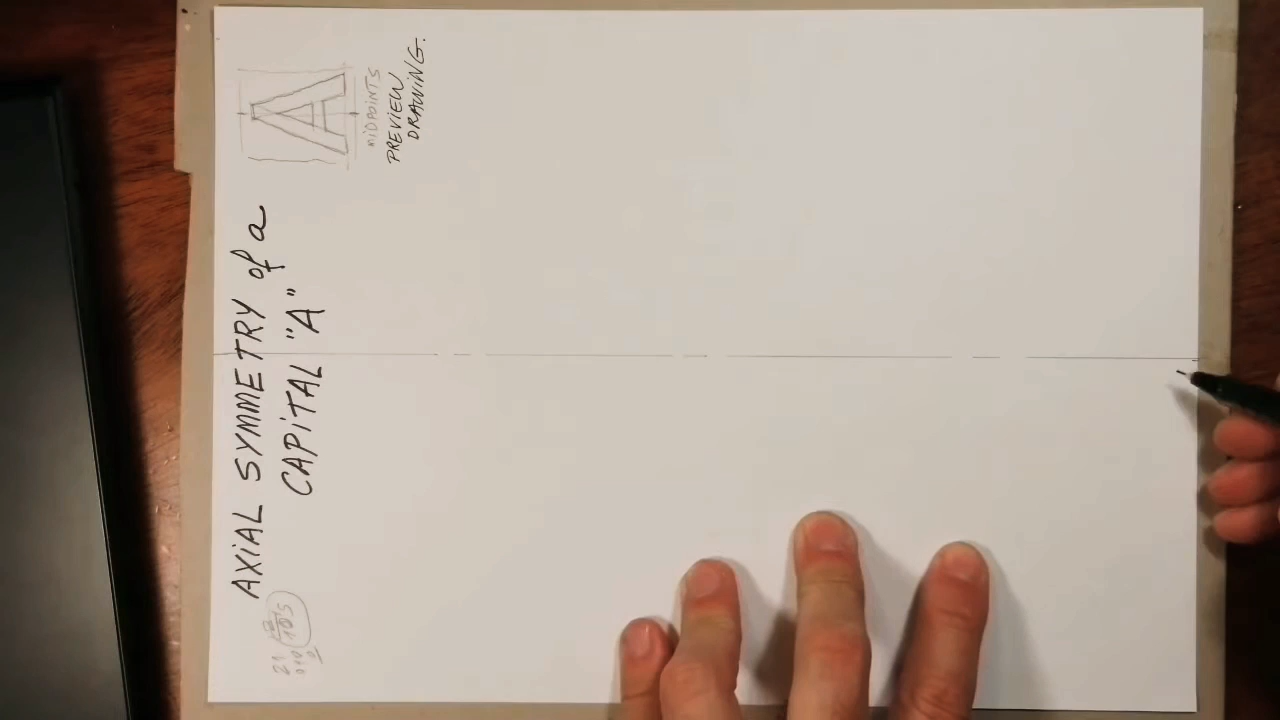 AXiAL SYMMETRY of a
CAPiTAL "A"
A
MiDPOiNTS
PREViEW
DRAWiNG.